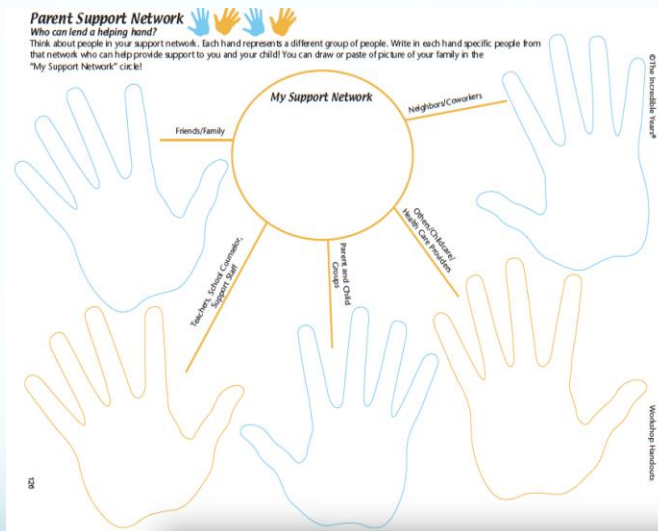 Parent Support Network
Who can lend a helping hand?
Think about people in your support network. Each hand represents a different group of people. Write in each hand specific people from
that network who can help provide support to you and your child! You can draw or paste of picture of your family in the
"My Support Network" circle!
My Support Network
Friends/Family
Neighbors/Coworkers
Teachers, School Counselor,
Support Staff
Parent and Child
Groups
Others/Childcare/
Health Care Providers
©The Incredible Years®
Workshop Handouts
126